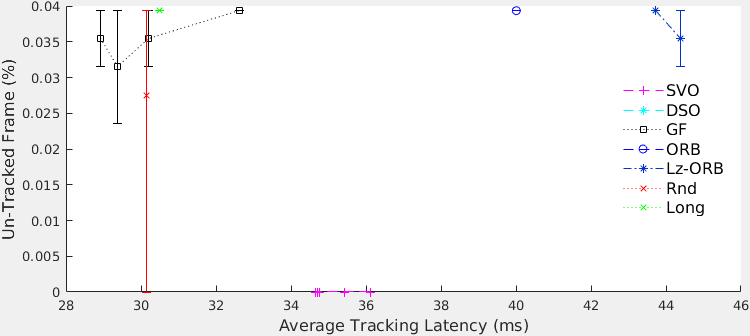 0.04
0.035
0.03
0.025
0.02
0.015
0.01
0.005
0
Un-Tracked Frame (%)
SVO
DSO
GF
ORB
Lz-ORB
Rnd
Long
28 30 32 34 36 38 40 42 44 46
Average Tracking Latency (ms)